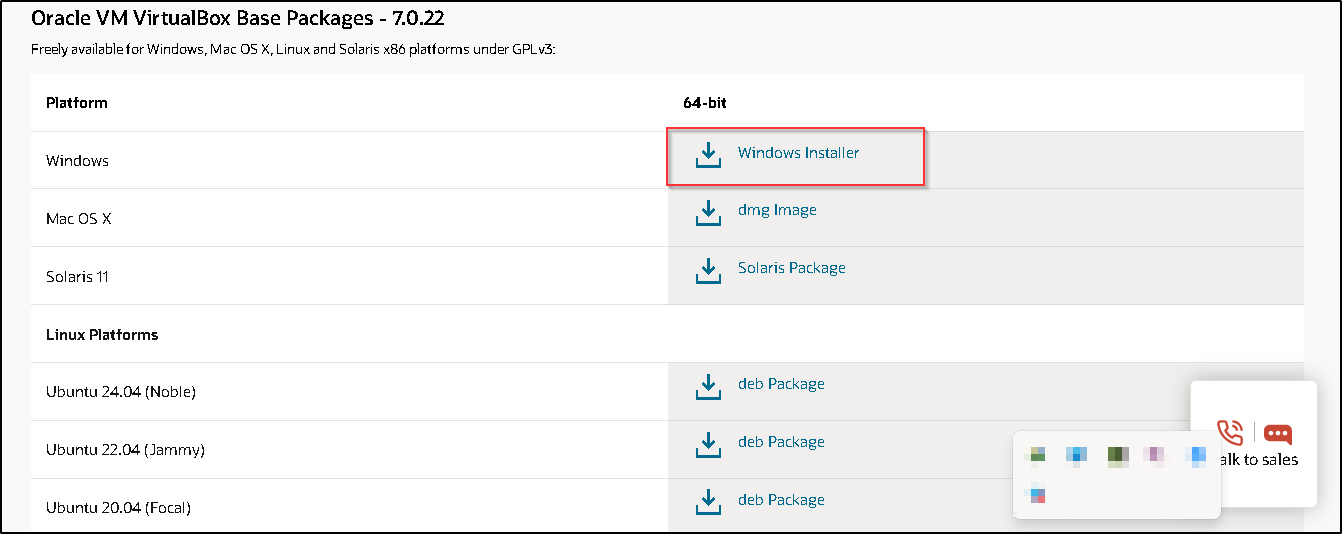 Oracle VM VirtualBox Base Packages - 7.0.22
Freely available for Windows, Mac OS X, Linux and Solaris x86 platforms under GPLv3:
Platform 64-bit
Windows Windows Installer
Mac OS X dmg Image
Solaris 11 Solaris Package
Linux Platforms
Ubuntu 24.04 (Noble) deb Package
Ubuntu 22.04 (Jammy) deb Package
alk to sales
Ubuntu 20.04 (Focal) deb Package